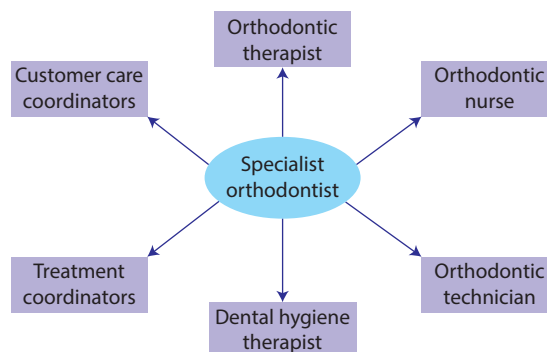 Orthodontic
therapist
Customer care
coordinators
Orthodontic
nurse
Specialist
orthodontist
Treatment
coordinators
Orthodontic
technician
Dental hygiene
therapist